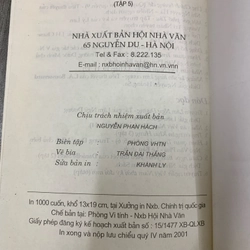 (TẬP 5)
NHÀ XUẤT BẢN HỘI NHÀ VĂN
65 NGUYỄN DU - HÀ NỘI
Tel & Fax : 8.222.135
E-mail : nxbhoinhavan@hn.vn.vnn
Chịu trách nhiệm xuất bản
NGUYỄN PHAN HÁCH
Biên tập PHÒNG VHTN
Vẽ bìa TRẦN ĐẠI THẮNG
Sửa bản in KHÁNH LY
In 1000 cuốn, khổ 13x19 cm, tại Xưởng in Nxb. Chính trị quốc gia
Chế bản tại: Phòng Vi tính - Nxb Hội Nhà Văn
Giấy phép đăng ký kế hoạch xuất bản số : 15/1477 XB-QLXB
In xong và nộp lưu chiểu quý IV năm 2001